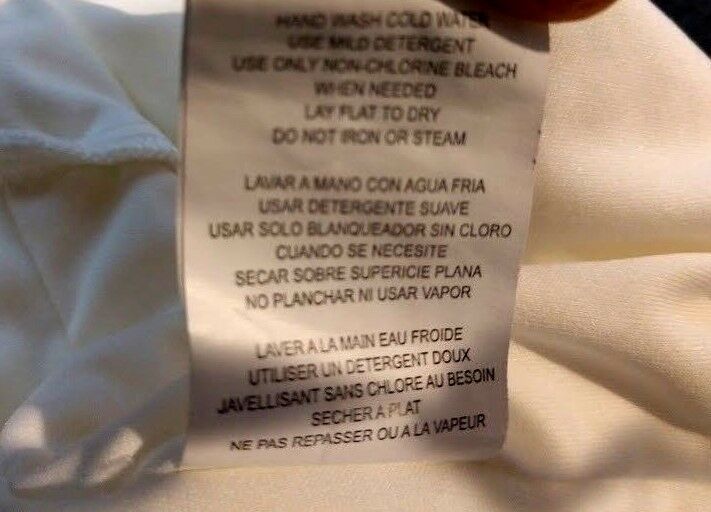 HAND WASH COLD WATER
USE MILD DETERGENT
USE ONLY NON-CHLORINE BLEACH
WHEN NEEDED
LAY FLAT TO DRY
DO NOT IRON OR STEAM
LAVAR A MANO CON AGUA FRIA
USAR DETERGENTE SUAVE
USAR SOLO BLANQUEADOR SIN CLORO
CUANDO SE NECESITE
SECAR SOBRE SUPERICIE PLANA
NO PLANCHAR NI USAR VAPOR
LAVER A LA MAIN EAU FROIDE
UTILISER UN DETERGENT DOUX
JAVELLISANT SANS CHLORE AU BESOIN
SECHER A PLAT
NE PAS REPASSER OU A LA VAPEUR